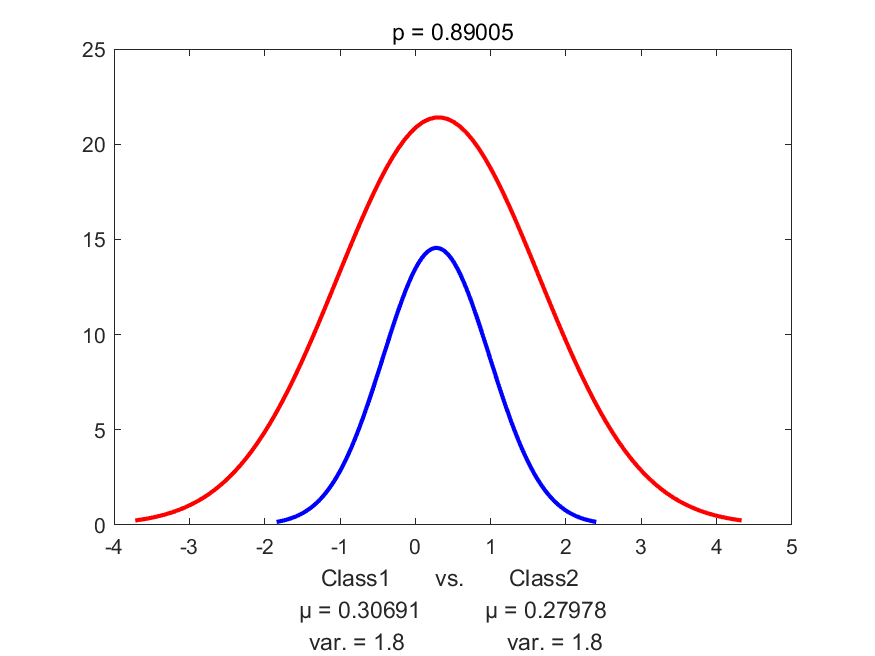 p = 0.89005
25
20
15
10
5
0
-4 -3 -2 -1 0 1 2 3 4 5
Class1 vs. Class2
μ = 0.30691 μ = 0.27978
var. = 1.8 var. = 1.8